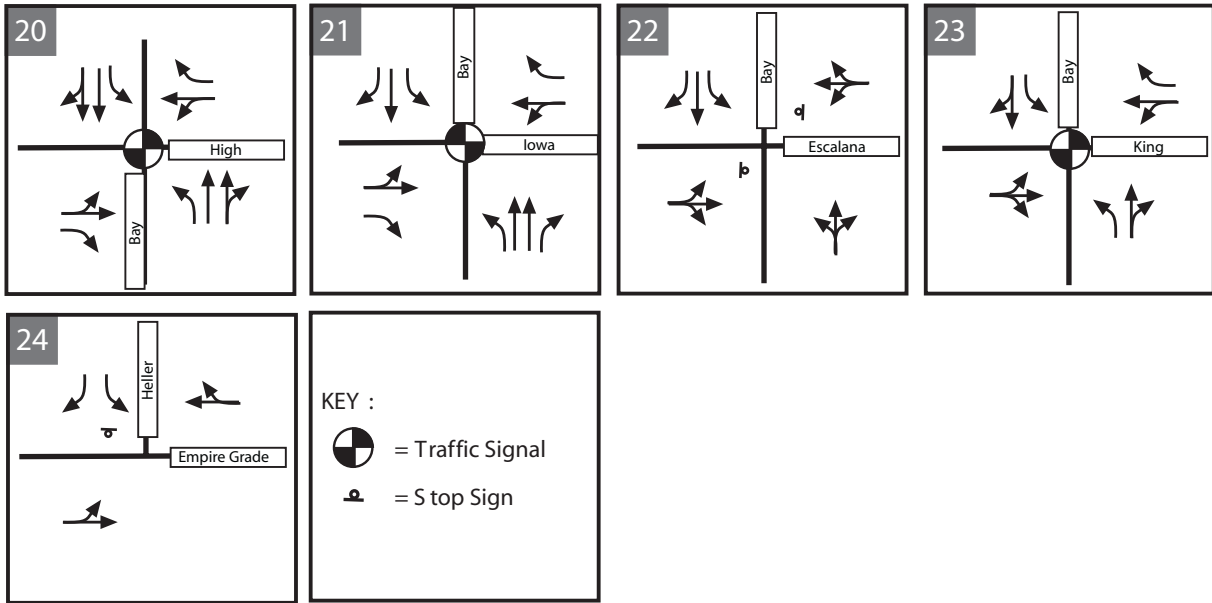 20
High
Bay
21
Bay
Iowa
22
Bay
Escalana
23
Bay
King
24
Heller
Empire Grade
KEY :
= Traffic Signal
= S top Sign